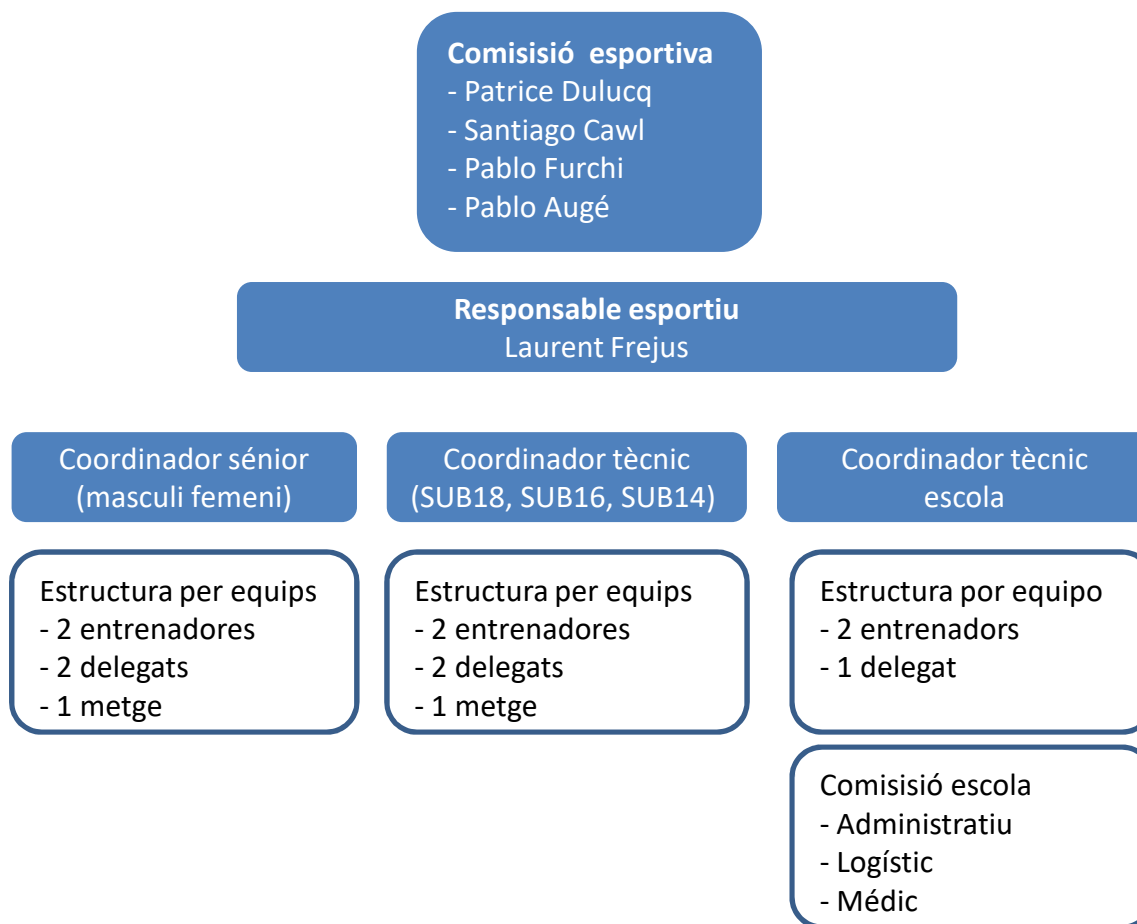 Comisisió esportiva
- Patrice Dulucq
- Santiago Cawl
- Pablo Furchi
- Pablo Augé
Responsable esportiu
Laurent Frejus
Coordinador sénior
(masculi femeni)
Coordinador tècnic
(SUB18, SUB16, SUB14)
Coordinador tècnic
escola
Estructura per equips
- 2 entrenadores
- 2 delegats
- 1 metge
Estructura per equips
- 2 entrenadores
- 2 delegats
- 1 metge
Estructura por equipo
- 2 entrenadors
- 1 delegat
Comisisió escola
- Administratiu
- Logístic
- Médic